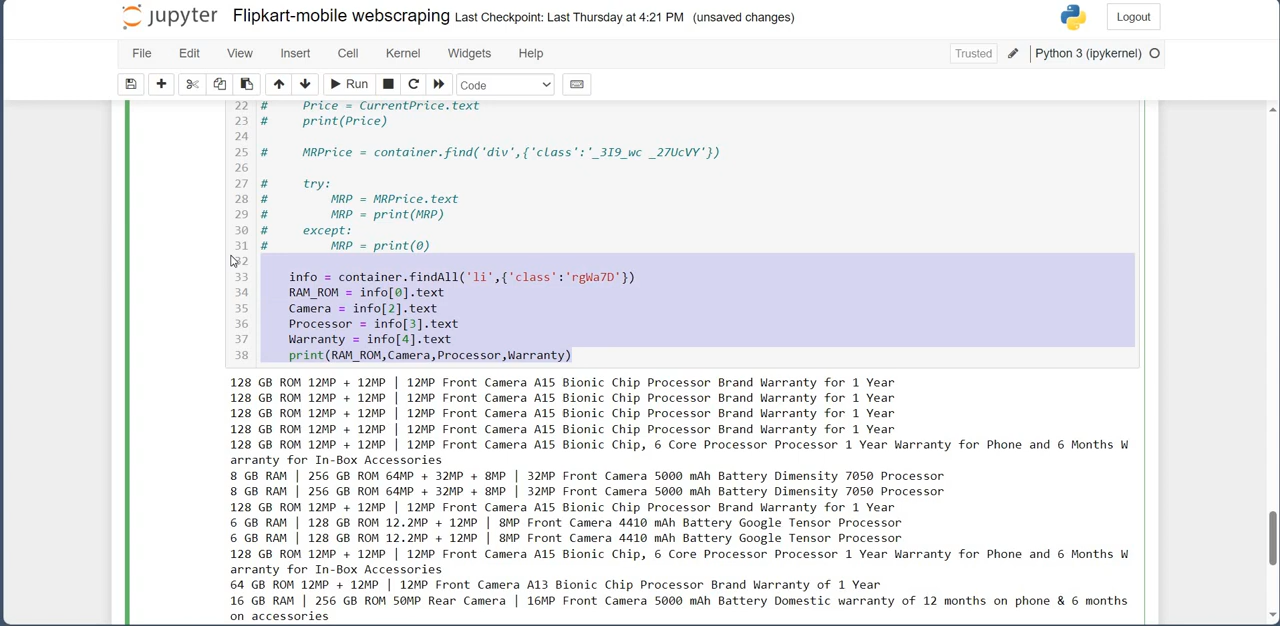 jupyter Flipkart-mobile webscraping Last Checkpoint: Last Thursday at 4:21 PM (unsaved changes) Logout
File Edit View Insert Cell Kernel Widgets Help Trusted Python 3 (ipykernel)
Run Code
22 # Price = CurrentPrice.text
23 # print(Price)
24
25 # MRPrice = container.find('div',{'class':'_3I9_wc _27UcVY'})
26
27 # try:
28 # MRP = MRPrice.text
29 # MRP = print(MRP)
30 # except:
31 # MRP = print(0)
32
33 info = container.findAll('li',{'class':'rgWa7D'})
34 RAM_ROM = info[0].text
35 Camera = info[2].text
36 Processor = info[3].text
37 Warranty = info[4].text
38 print(RAM_ROM,Camera,Processor,Warranty)
128 GB ROM 12MP + 12MP | 12MP Front Camera A15 Bionic Chip Processor Brand Warranty for 1 Year
128 GB ROM 12MP + 12MP | 12MP Front Camera A15 Bionic Chip Processor Brand Warranty for 1 Year
128 GB ROM 12MP + 12MP | 12MP Front Camera A15 Bionic Chip Processor Brand Warranty for 1 Year
128 GB ROM 12MP + 12MP | 12MP Front Camera A15 Bionic Chip Processor Brand Warranty for 1 Year
128 GB ROM 12MP + 12MP | 12MP Front Camera A15 Bionic Chip, 6 Core Processor Processor 1 Year Warranty for Phone and 6 Months W
arranty for In-Box Accessories
8 GB RAM | 256 GB ROM 64MP + 32MP + 8MP | 32MP Front Camera 5000 mAh Battery Dimensity 7050 Processor
8 GB RAM | 256 GB ROM 64MP + 32MP + 8MP | 32MP Front Camera 5000 mAh Battery Dimensity 7050 Processor
128 GB ROM 12MP + 12MP | 12MP Front Camera A15 Bionic Chip Processor Brand Warranty for 1 Year
6 GB RAM | 128 GB ROM 12.2MP + 12MP | 8MP Front Camera 4410 mAh Battery Google Tensor Processor
6 GB RAM | 128 GB ROM 12.2MP + 12MP | 8MP Front Camera 4410 mAh Battery Google Tensor Processor
128 GB ROM 12MP + 12MP | 12MP Front Camera A15 Bionic Chip, 6 Core Processor Processor 1 Year Warranty for Phone and 6 Months W
arranty for In-Box Accessories
64 GB ROM 12MP + 12MP | 12MP Front Camera A13 Bionic Chip Processor Brand Warranty of 1 Year
16 GB RAM | 256 GB ROM 50MP Rear Camera | 16MP Front Camera 5000 mAh Battery Domestic warranty of 12 months on phone & 6 months
on accessories